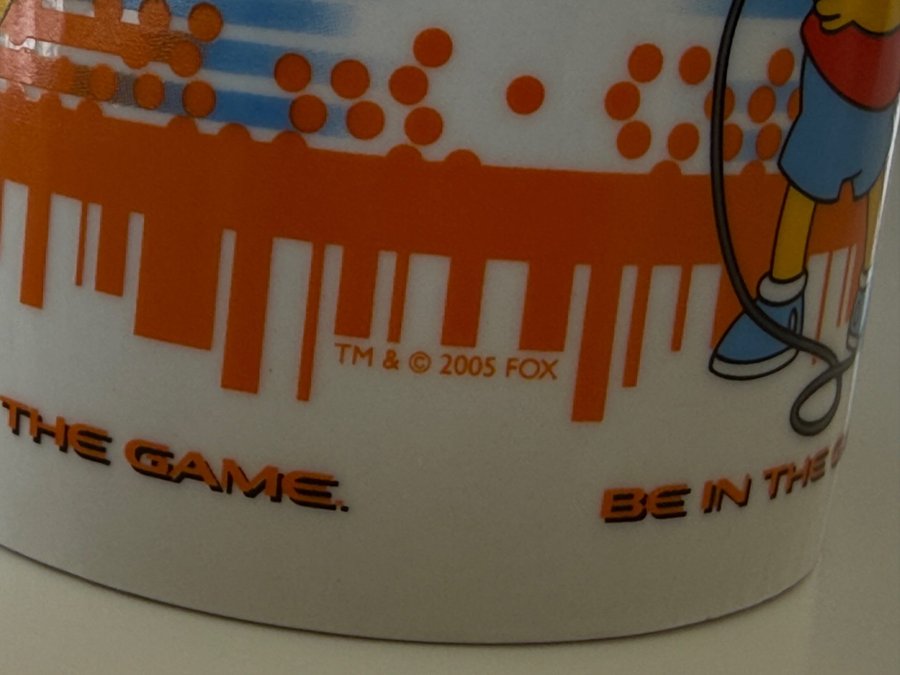 TM & © 2005 FOX
THE GAME.
BE IN THE